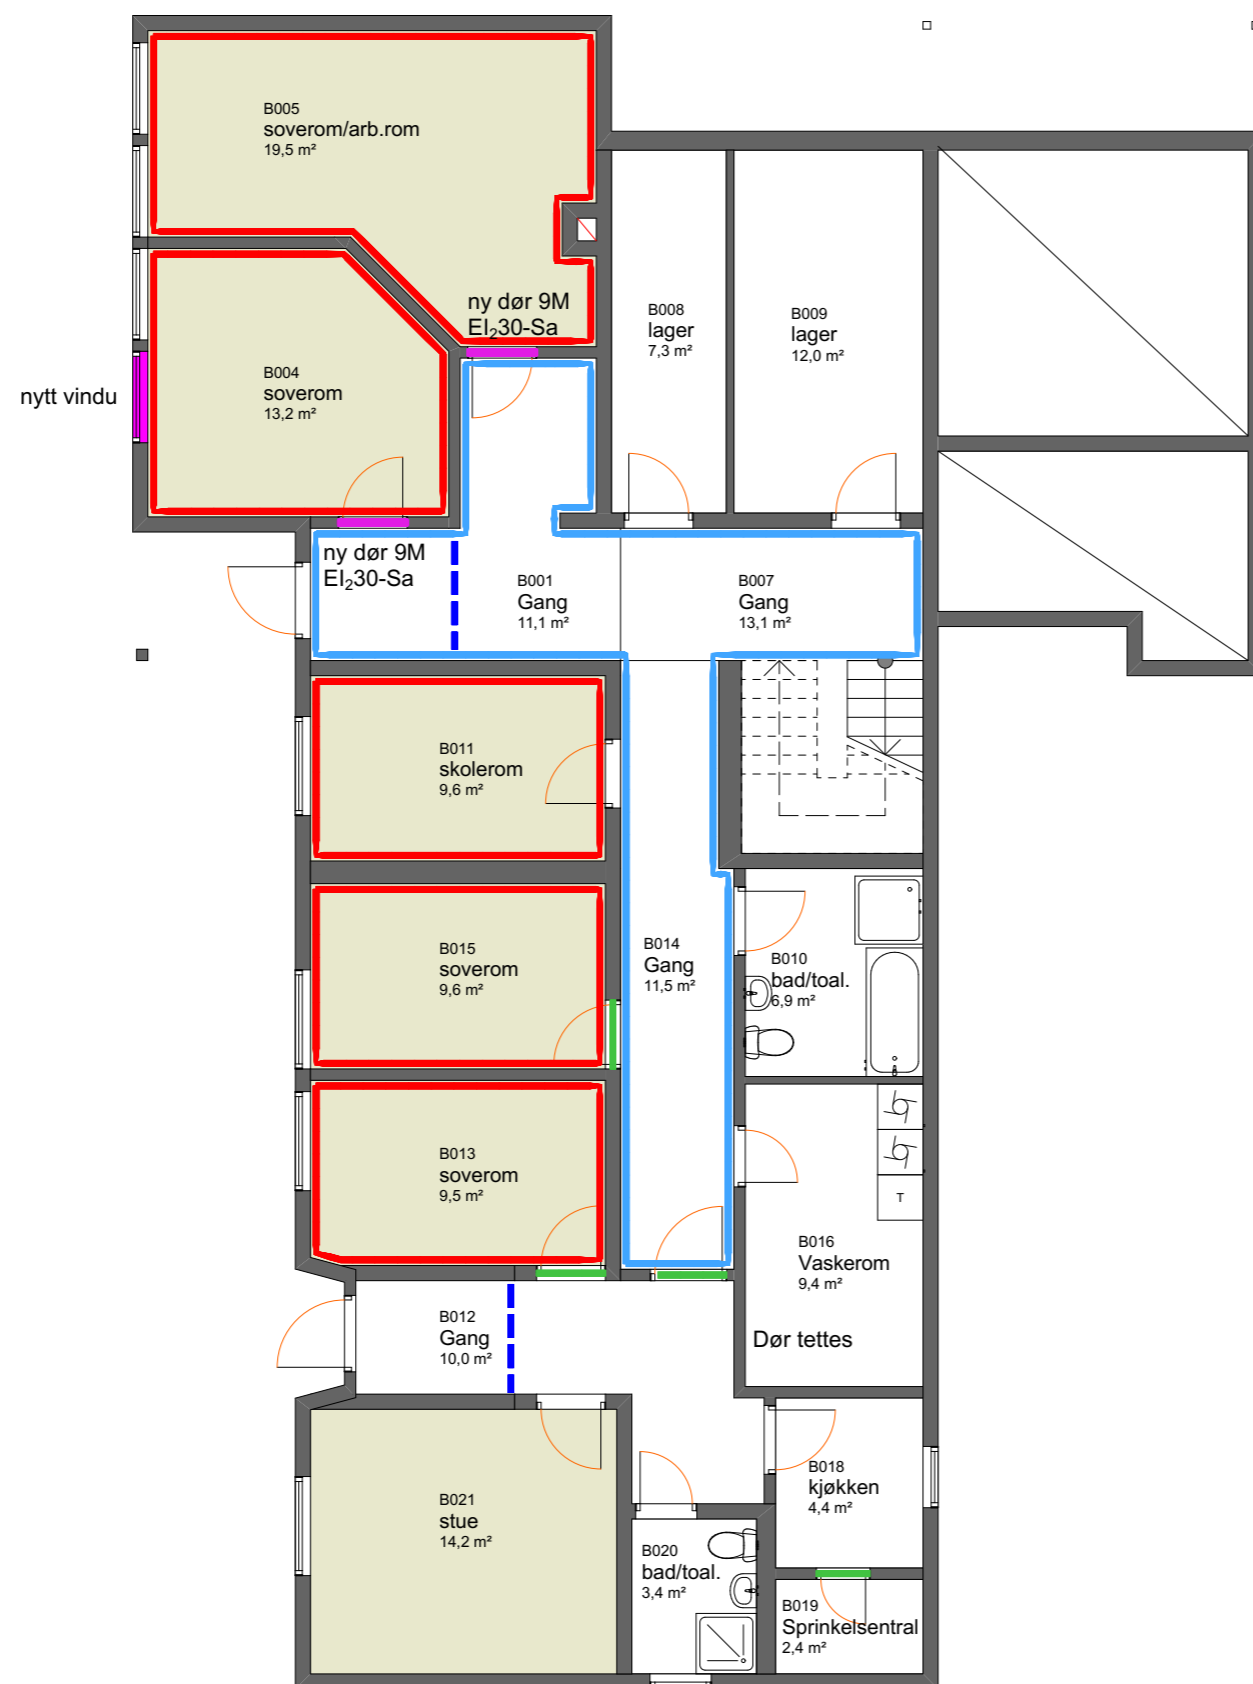 B005
soverom/arb.rom
19,5 m²
ny dør 9M
EI₂30-Sa
B008
lager
7,3 m²
B009
lager
12,0 m²
B004
soverom
13,2 m²
nytt vindu
ny dør 9M
EI₂30-Sa
B001
Gang
11,1 m²
B007
Gang
13,1 m²
B011
skolerom
9,6 m²
B015
soverom
9,6 m²
B014
Gang
11,5 m²
B010
bad/toal.
6,9 m²
B013
soverom
9,5 m²
T
B016
Vaskerom
9,4 m²
B012
Gang
10,0 m²
Dør tettes
B018
kjøkken
4,4 m²
B021
stue
14,2 m²
B020
bad/toal.
3,4 m²
B019
Sprinkelsentral
2,4 m²